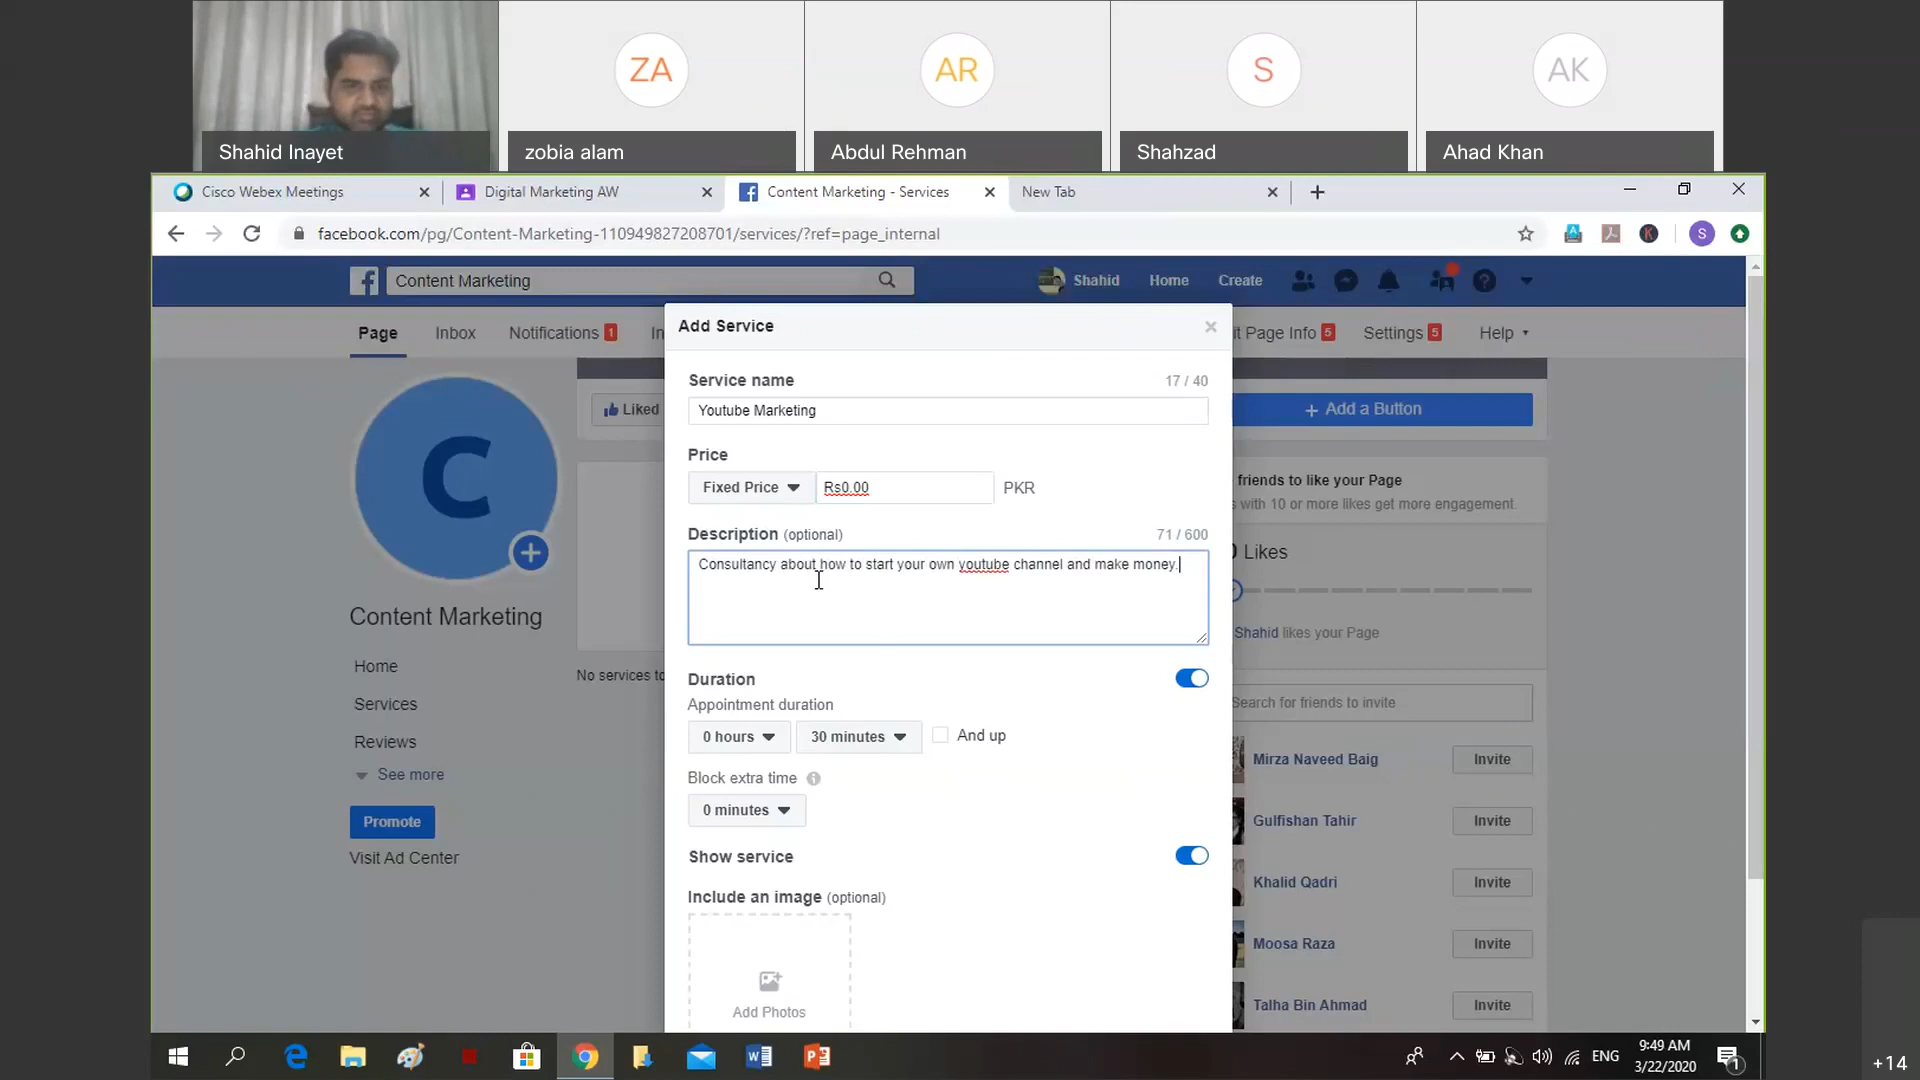 ZA
AR
S
AK
Shahid Inayet
zobia alam
Abdul Rehman
Shahzad
Ahad Khan
Cisco Webex Meetings
Digital Marketing AW
Content Marketing - Services
New Tab
facebook.com/pg/Content-Marketing-110949827208701/services/?ref=page_internal
S
Content Marketing
Shahid
Home
Create
Page
Inbox
Notifications 1
In
it Page Info 5
Settings 5
Help
Add Service
Service name
17 / 40
Youtube Marketing
Liked
+ Add a Button
Price
Fixed Price
Rs0.00
PKR
friends to like your Page
s with 10 or more likes get more engagement.
Description (optional)
71 / 600
Consultancy about how to start your own youtube channel and make money.
C
0 Likes
Shahid likes your Page
Content Marketing
Home
Services
Reviews
See more
Promote
Visit Ad Center
No services to
Duration
Appointment duration
0 hours
30 minutes
And up
Block extra time
0 minutes
Show service
Include an image (optional)
Add Photos
Search for friends to invite
Mirza Naveed Baig
Invite
Gulfishan Tahir
Invite
Khalid Qadri
Invite
Moosa Raza
Invite
Talha Bin Ahmad
Invite
ENG
9:49 AM
3/22/2020
1
+14